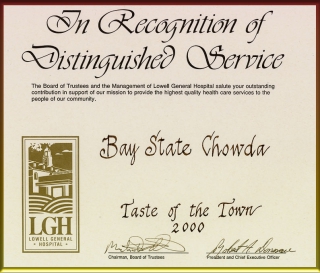 In Recognition of
Distinguished Service
The Board of Trustees and the Management of Lowell General Hospital salute your outstanding
contribution in support of our mission to provide the highest quality health care services to the
people of our community.
Bay State Chowda
Taste of the Town
2000
LGH
LOWELL GENERAL
• HOSPITAL •
Chairman, Board of Trustees
President and Chief Executive Officer